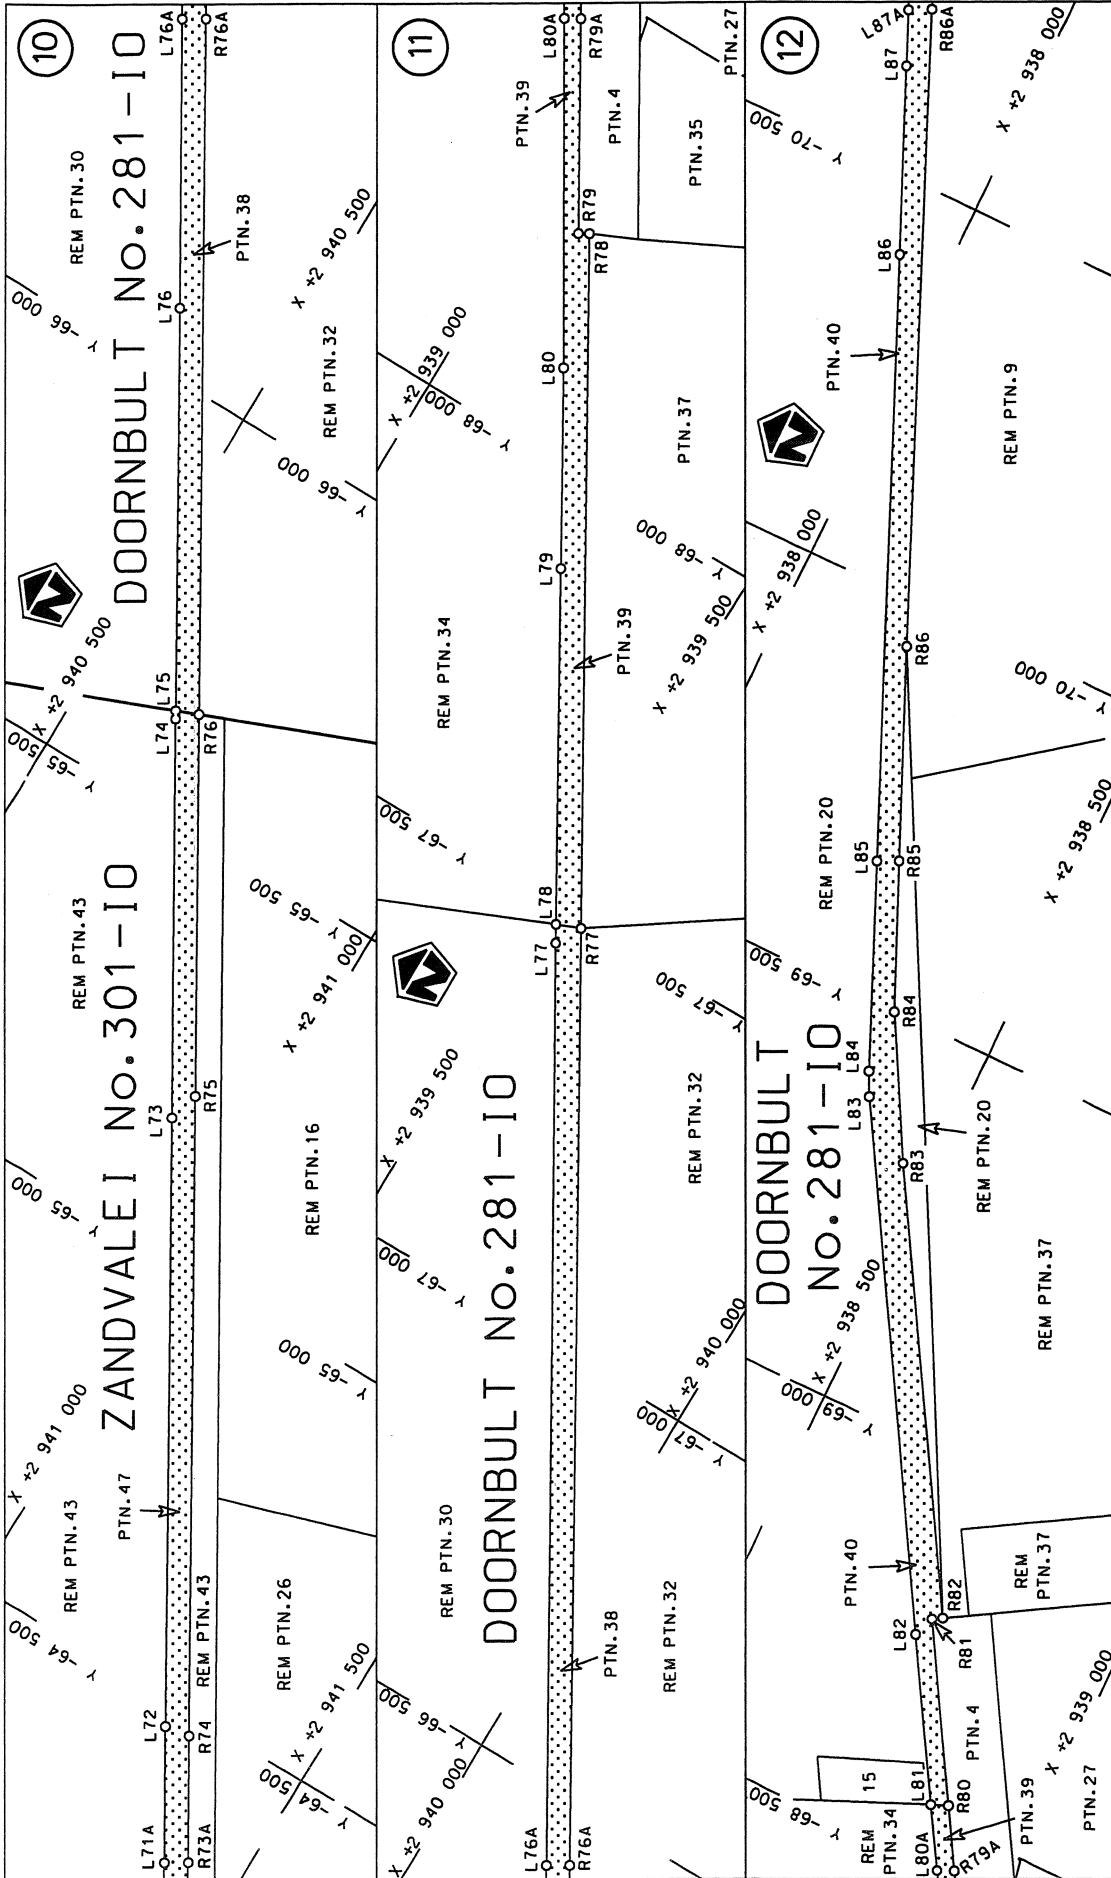 10
L71A
R73A
L72
R74
L73
R75
L74
L75
R76
L76
L76A
R76A
ZANDVALEI No.301-IO
DOORNBULT No.281-IO
REM PTN.43
PTN.47
REM PTN.43
REM PTN.43
REM PTN.30
PTN.38
REM PTN.26
REM PTN.16
REM PTN.32
Y -64 500
X +2 941 000
Y -65 000
Y -65 500
X +2 940 500
Y -66 000
Y -64 500
X +2 941 500
Y -65 000
Y -65 500
X +2 941 000
Y -66 000
X +2 940 500
11
L76A
R76A
L77
L78
R77
L79
L80
R78
R79
L80A
R79A
DOORNBULT No.281-IO
REM PTN.30
PTN.38
REM PTN.32
REM PTN.32
REM PTN.34
PTN.39
PTN.37
PTN.39
PTN.4
PTN.35
PTN.27
X +2 940 000
Y -66 500
Y -67 000
X +2 939 500
Y -67 500
Y -68 000
X +2 939 000
Y -67 000
X +2 940 000
Y -67 500
Y -68 000
X +2 939 500
12
L80A
R79A
L81
R80
L82
R81
R82
L83
L84
R83
R84
L85
R85
R86
L86
L87
L87A
R86A
DOORNBULT
No.281-IO
REM
PTN.34
15
PTN.39
PTN.27
PTN.4
PTN.40
REM
PTN.37
REM PTN.37
REM PTN.20
REM PTN.20
PTN.40
REM PTN.9
Y -68 500
X +2 939 000
Y -69 000
X +2 938 500
Y -69 500
X +2 938 000
Y -70 000
X +2 938 500
Y -70 500
X +2 938 000